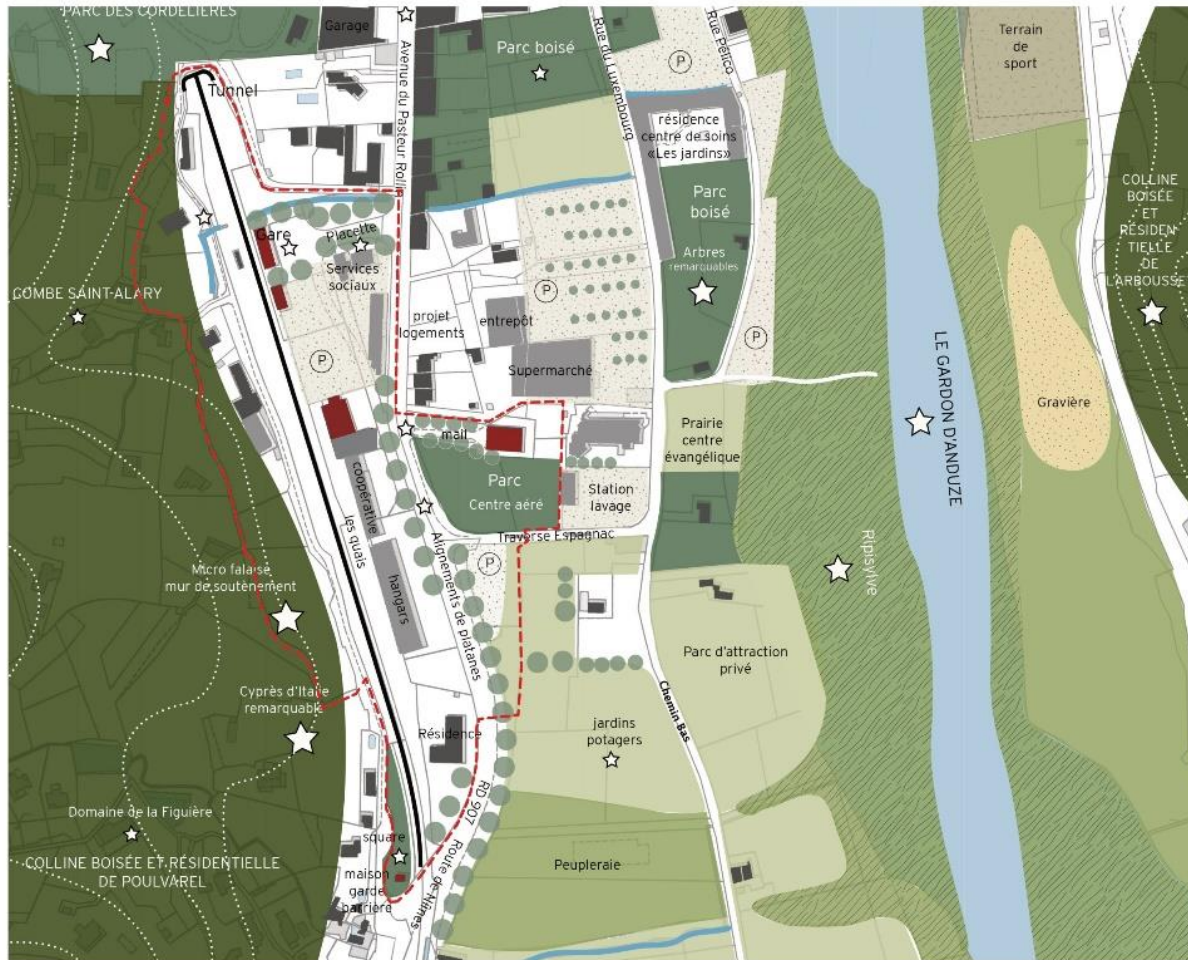 PARC DES CORDELIÈRES
Garage
Avenue du Pasteur Roll
Parc boisé
Rue du Luxembourg
P
Rue Pélico
Terrain
de
sport
Tunnel
résidence
centre de soins
«Les jardins»
Parc
boisé
Arbres
remarquables
COLLINE
BOISÉE
ET
RÉSIDEN
TIELLE
DE
L'ARBOUSSET
Gare
Placette
Services
sociaux
COMBE SAINT-ALARY
projet
logements
entrepôt
P
P
P
Supermarché
LE GARDON D'ANDUZE
Gravière
mail
Prairie
centre
évangélique
coopérative
Parc
Centre aéré
Station
lavage
les quais
Traverse Espagnac
Alignements de platanes
P
hangars
Ripisylve
Micro falaise
mur de soutènement
Parc d'attraction
privé
Cyprès d'Italie
remarquable
Chemin Bas
Résidence
jardins
potagers
RD 907
Route de Nîmes
Domaine de la Figuière
square
COLLINE BOISÉE ET RÉSIDENTIELLE
DE POULVAREL
maison
garde
barrière
Peupleraie